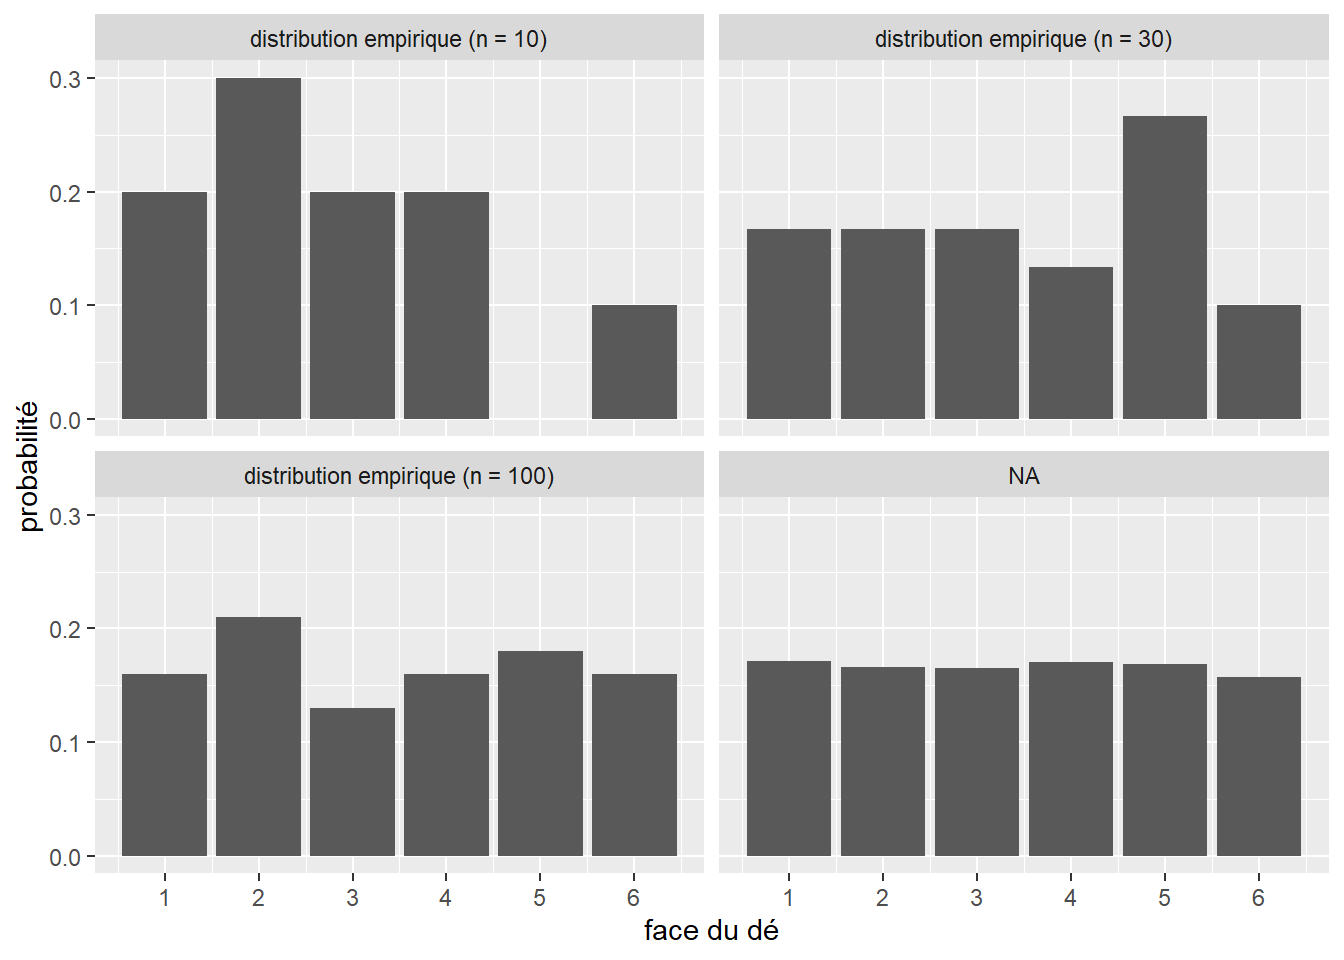 distribution empirique (n = 10)
distribution empirique (n = 30)
0.3
0.2
0.1
0.0
distribution empirique (n = 100)
NA
0.3
0.2
0.1
0.0
1 2 3 4 5 6
1 2 3 4 5 6
face du dé
probabilité